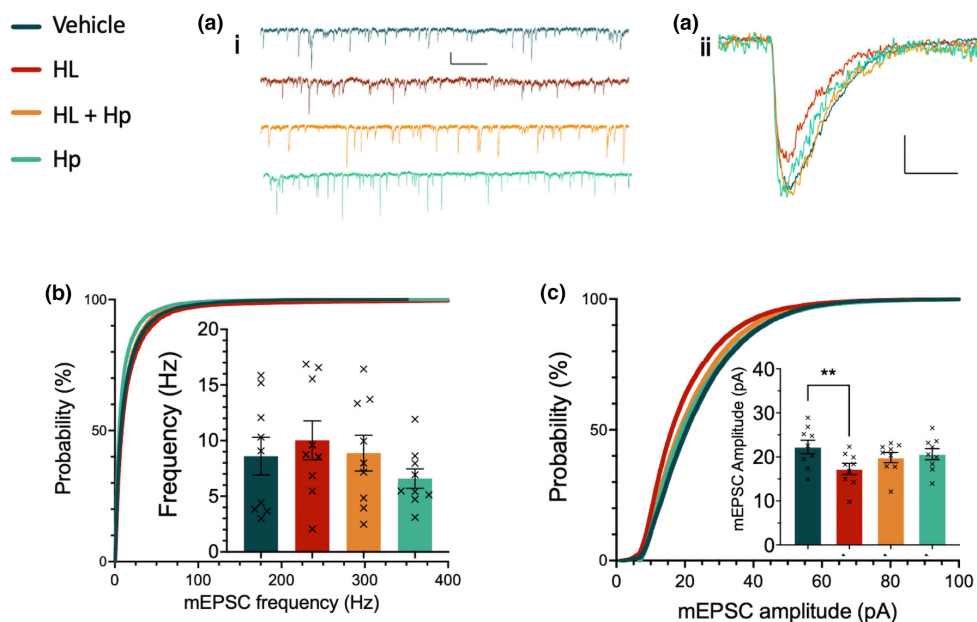 Vehicle
HL
HL + Hp
Hp
(a)
i
(a)
ii
(b)
100
50
0
Probability (%)
0
100
200
300
400
mEPSC frequency (Hz)
20
15
10
5
0
Frequency (Hz)
(c)
100
50
0
Probability (%)
0
20
40
60
80
100
mEPSC amplitude (pA)
40
30
20
10
0
mEPSC Amplitude (pA)
**